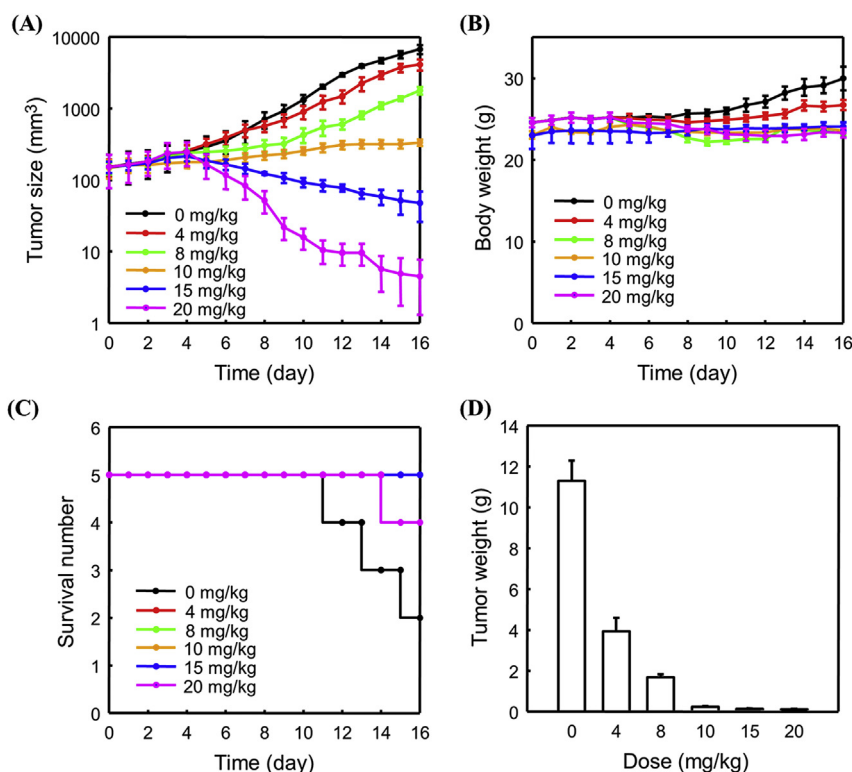 (A)
10000
1000
100
10
1
Tumor size (mm³)
0 mg/kg
4 mg/kg
8 mg/kg
10 mg/kg
15 mg/kg
20 mg/kg
0 2 4 6 8 10 12 14 16
Time (day)
(B)
30
20
10
0
Body weight (g)
0 mg/kg
4 mg/kg
8 mg/kg
10 mg/kg
15 mg/kg
20 mg/kg
0 2 4 6 8 10 12 14 16
Time (day)
(C)
6
5
4
3
2
1
0
Survival number
0 mg/kg
4 mg/kg
8 mg/kg
10 mg/kg
15 mg/kg
20 mg/kg
0 2 4 6 8 10 12 14 16
Time (day)
(D)
14
12
10
8
6
4
2
0
Tumor weight (g)
0 4 8 10 15 20
Dose (mg/kg)